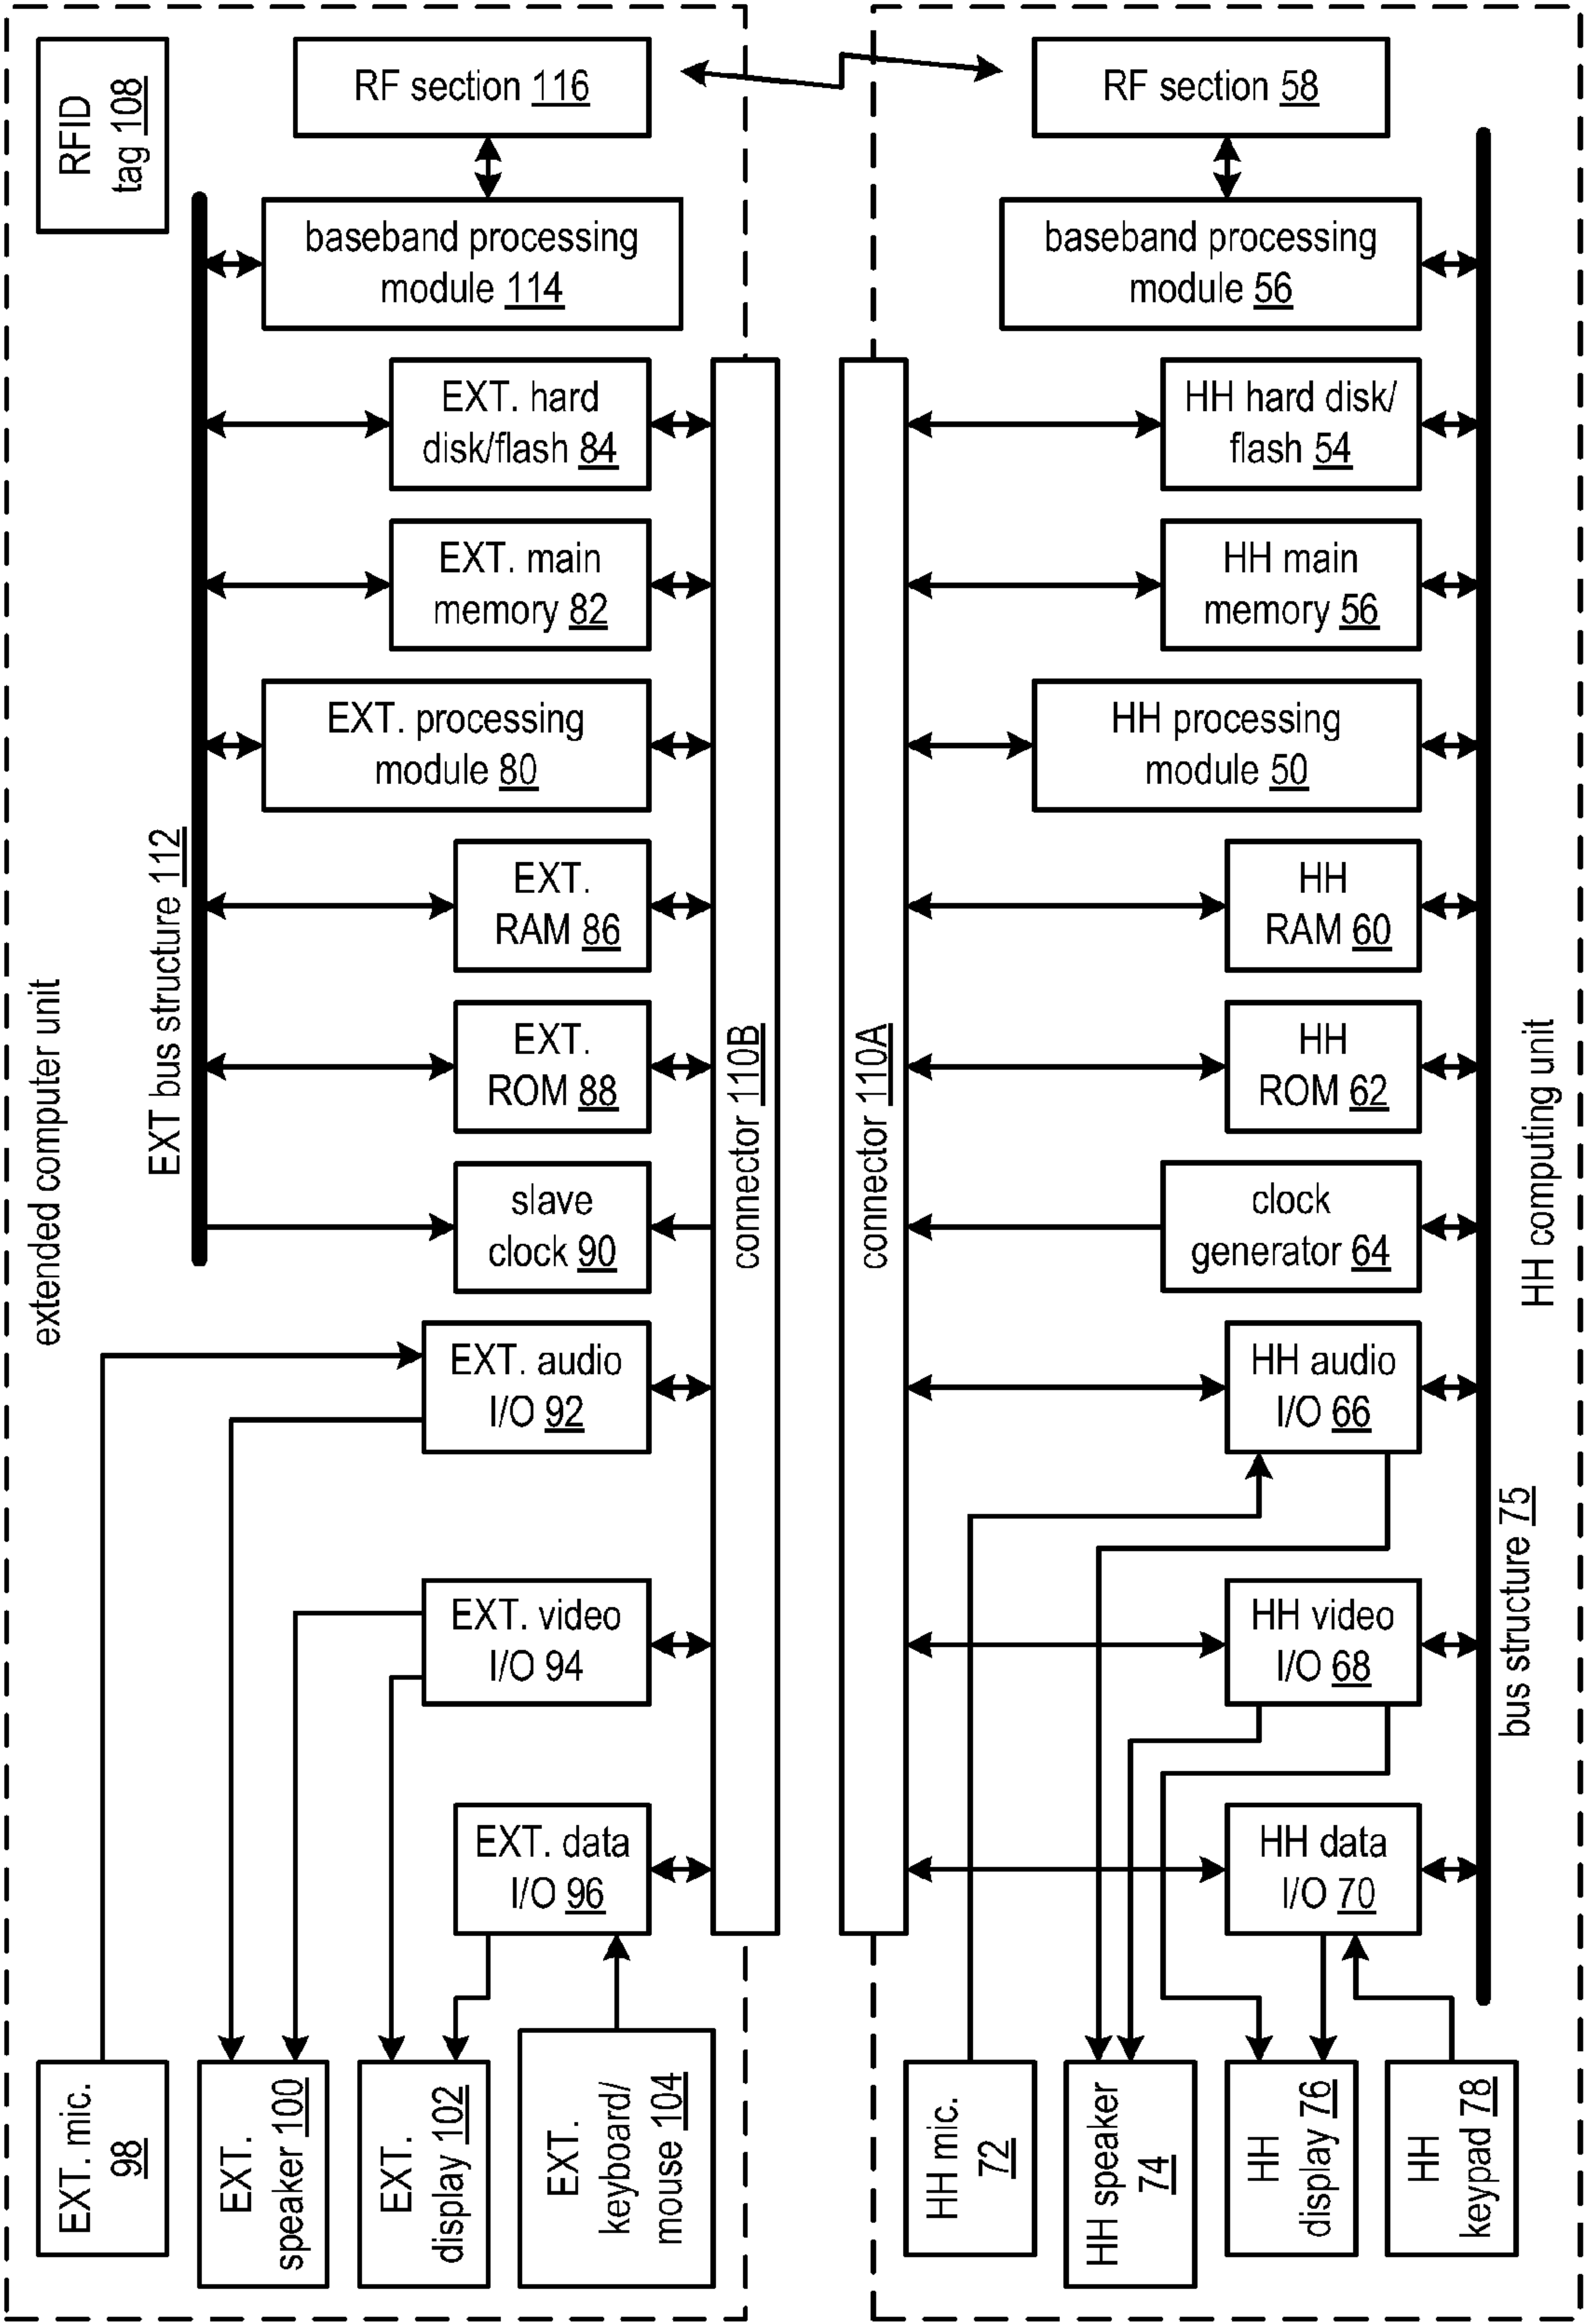 extended computer unit
RFID
tag 108
RF section 116
baseband processing
module 114
EXT bus structure 112
EXT. hard
disk/flash 84
EXT. main
memory 82
EXT. processing
module 80
EXT.
RAM 86
EXT.
ROM 88
slave
clock 90
EXT. audio
I/O 92
EXT. video
I/O 94
EXT. data
I/O 96
EXT. mic.
98
EXT.
speaker 100
EXT.
display 102
EXT.
keyboard/
mouse 104
connector 110B
connector 110A
RF section 58
baseband processing
module 56
HH hard disk/
flash 54
HH main
memory 56
HH processing
module 50
HH
RAM 60
HH
ROM 62
clock
generator 64
HH audio
I/O 66
HH video
I/O 68
HH data
I/O 70
HH mic.
72
HH speaker
74
HH
display 76
HH
keypad 78
bus structure 75
HH computing unit